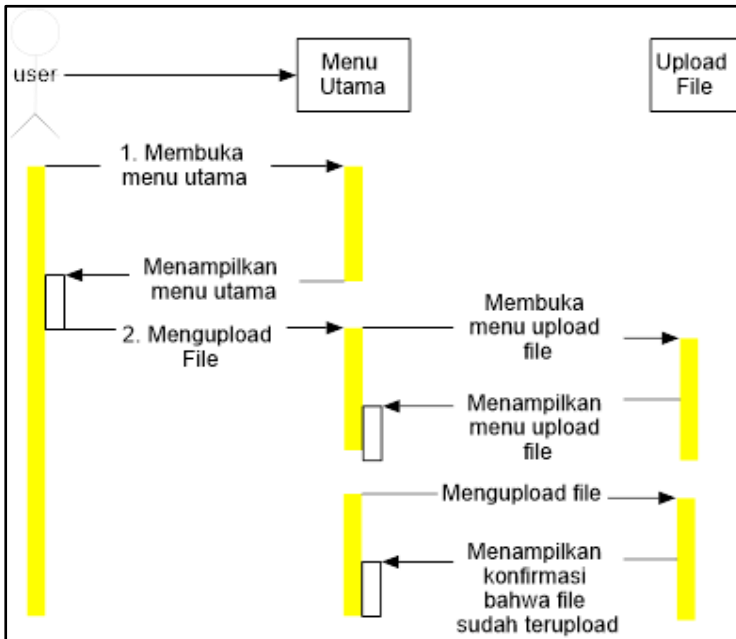 user
Menu
Utama
Upload
File
1. Membuka
menu utama
Menampilkan
menu utama
2. Mengupload
File
Membuka
menu upload
file
Menampilkan
menu upload
file
Mengupload file
Menampilkan
konfirmasi
bahwa file
sudah terupload